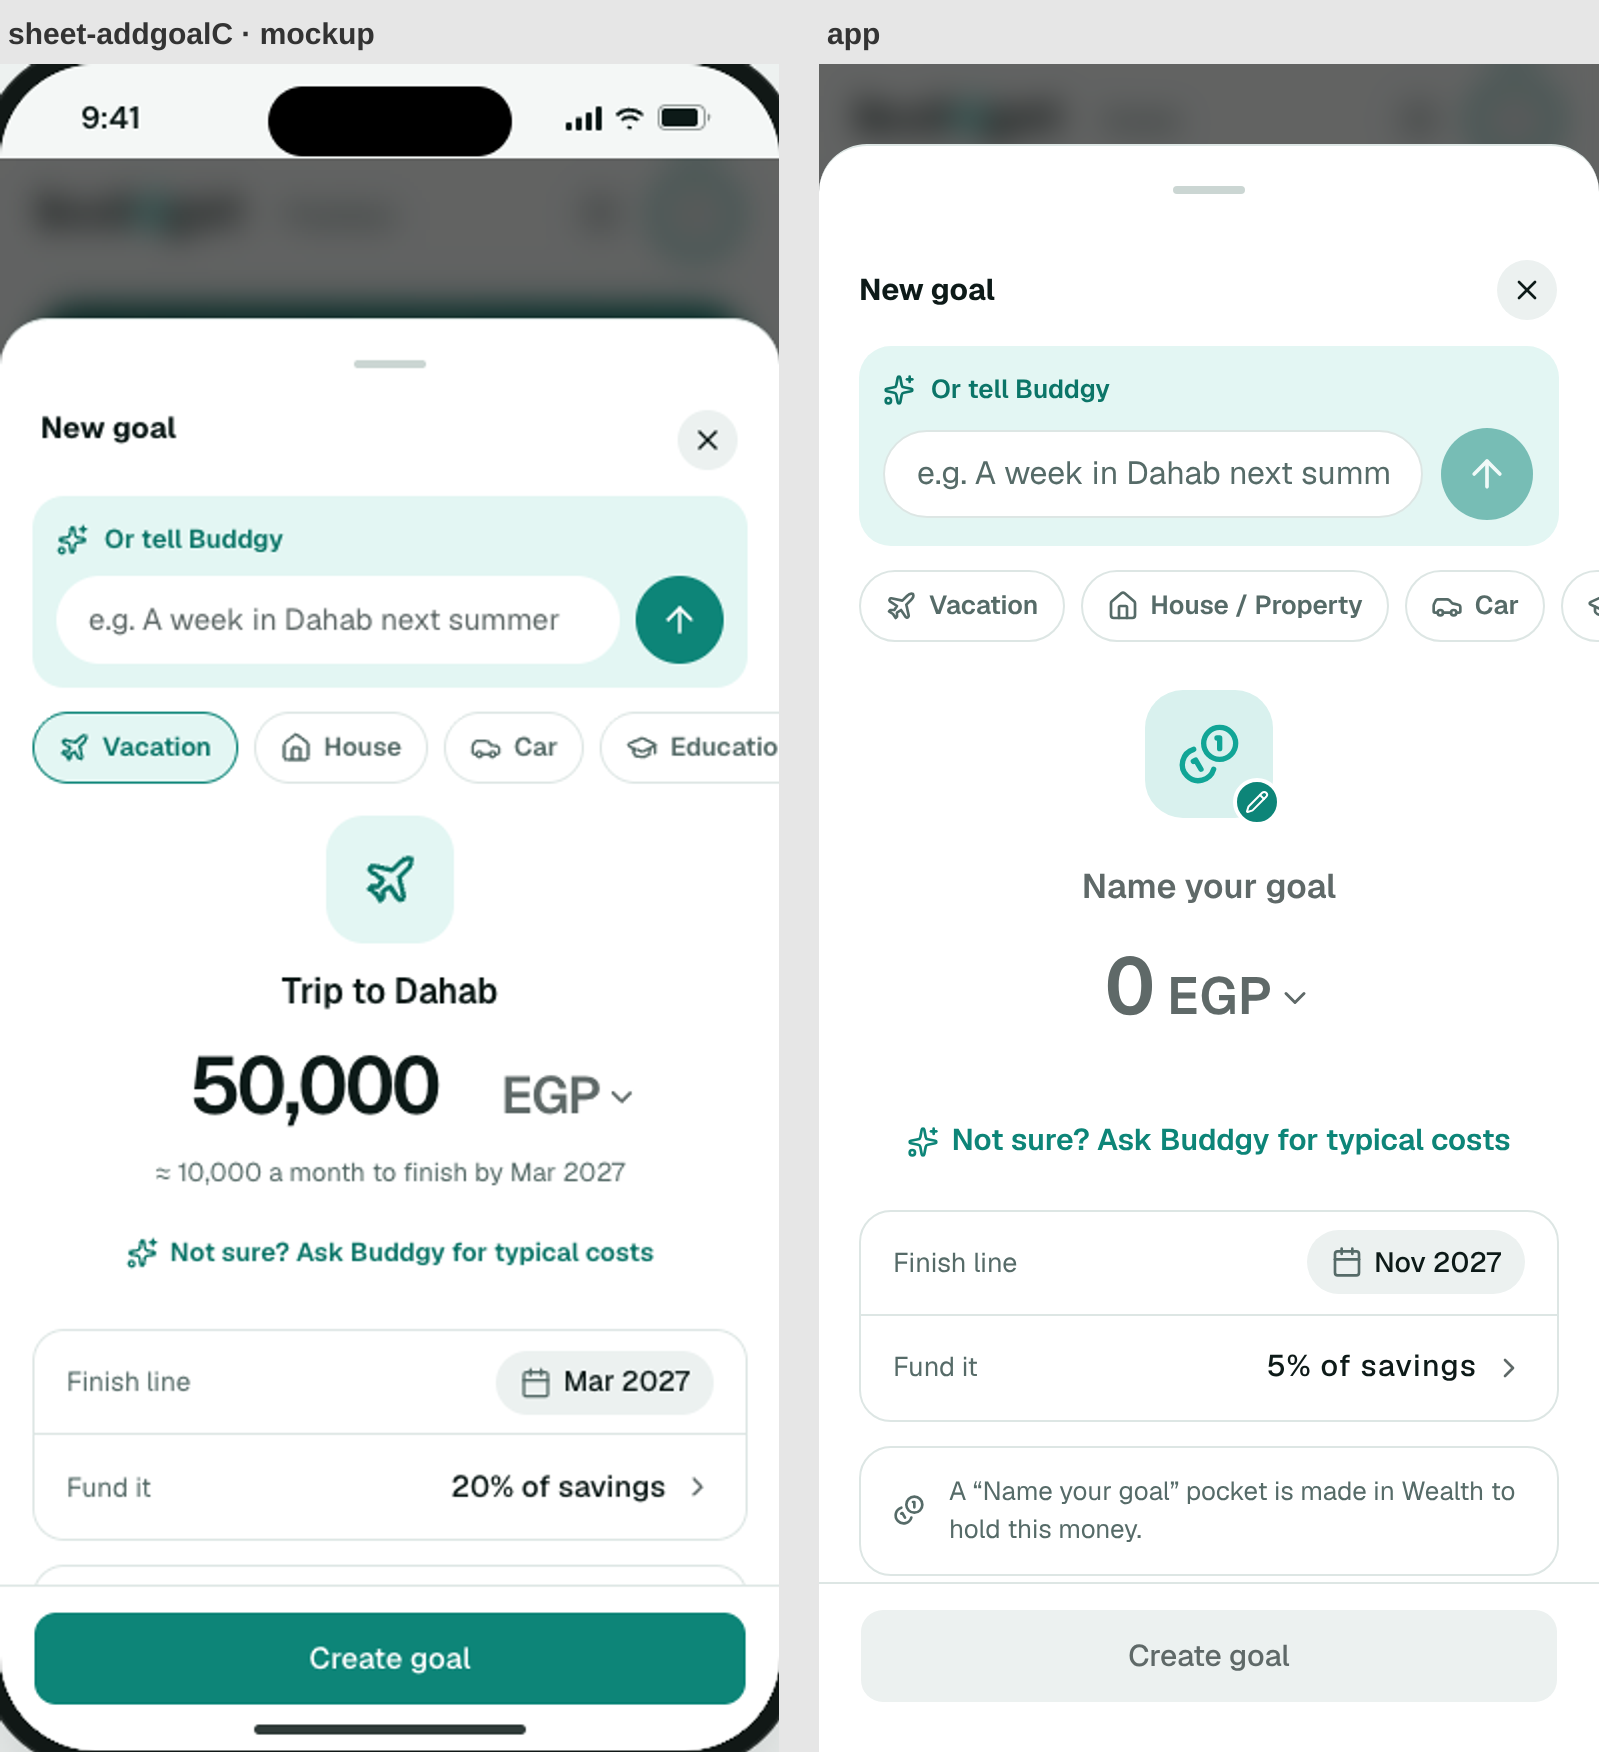 sheet-addgoalC · mockup
9:41
New goal
Or tell Buddgy
e.g. A week in Dahab next summer
Vacation
House
Car
Educatio
Trip to Dahab
50,000 EGP
≈ 10,000 a month to finish by Mar 2027
Not sure? Ask Buddgy for typical costs
Finish line
Mar 2027
Fund it
20% of savings
Create goal
app
New goal
Or tell Buddgy
e.g. A week in Dahab next summ
Vacation
House / Property
Car
Name your goal
0 EGP
Not sure? Ask Buddgy for typical costs
Finish line
Nov 2027
Fund it
5% of savings
A “Name your goal” pocket is made in Wealth to
hold this money.
Create goal